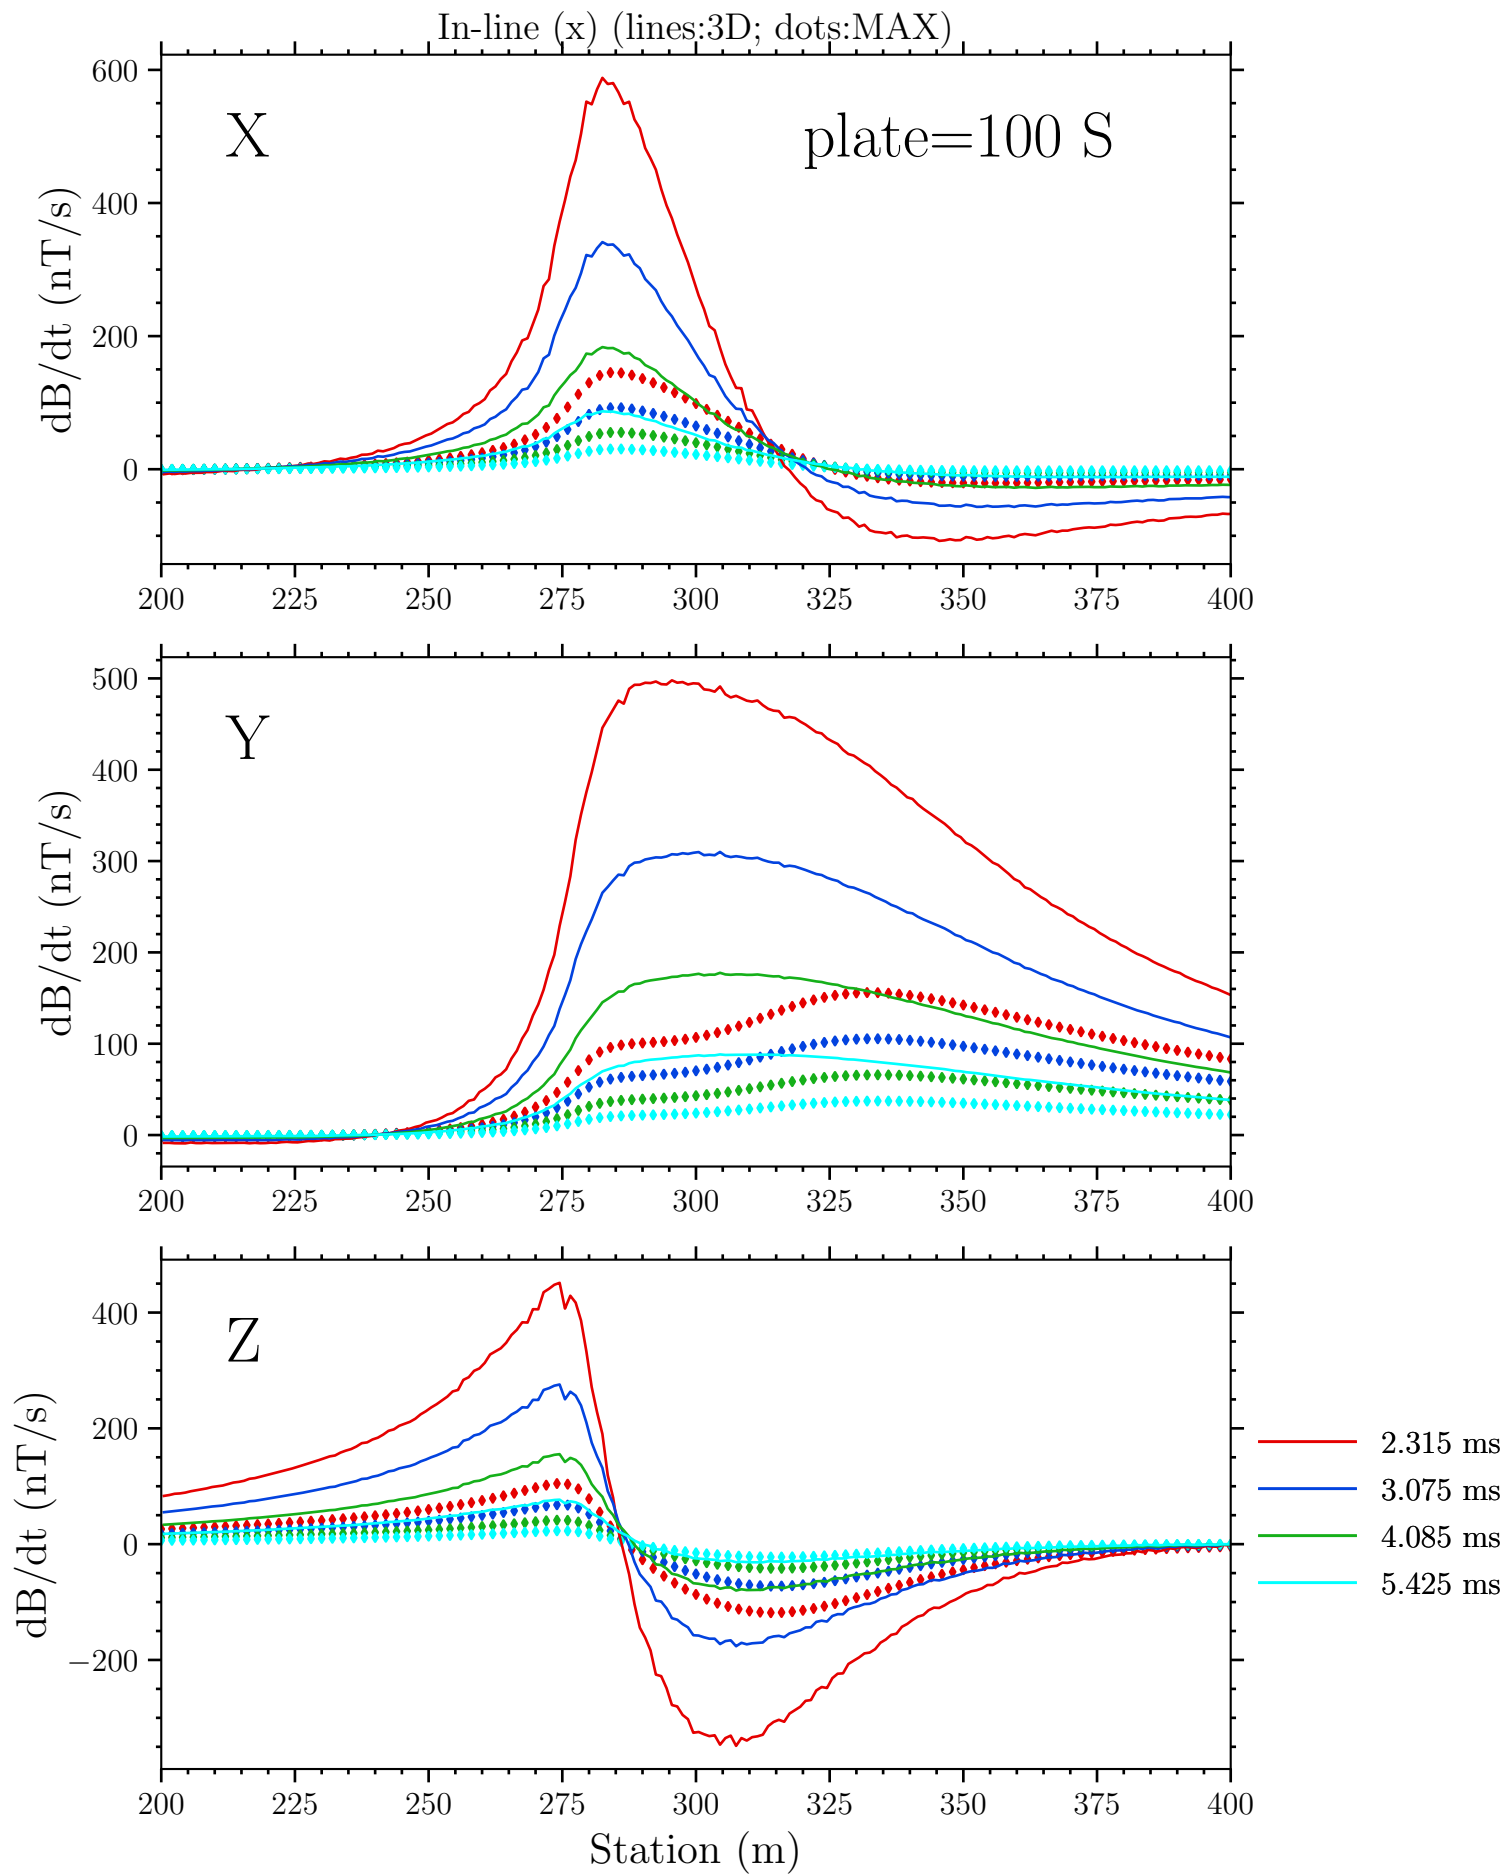 In-line (x) (lines:3D; dots:MAX)
X
plate=100 S
dB/dt (nT/s)
600
400
200
0
200 225 250 275 300 325 350 375 400
Y
dB/dt (nT/s)
500
400
300
200
100
0
200 225 250 275 300 325 350 375 400
Z
dB/dt (nT/s)
400
200
0
−200
200 225 250 275 300 325 350 375 400
Station (m)
2.315 ms
3.075 ms
4.085 ms
5.425 ms